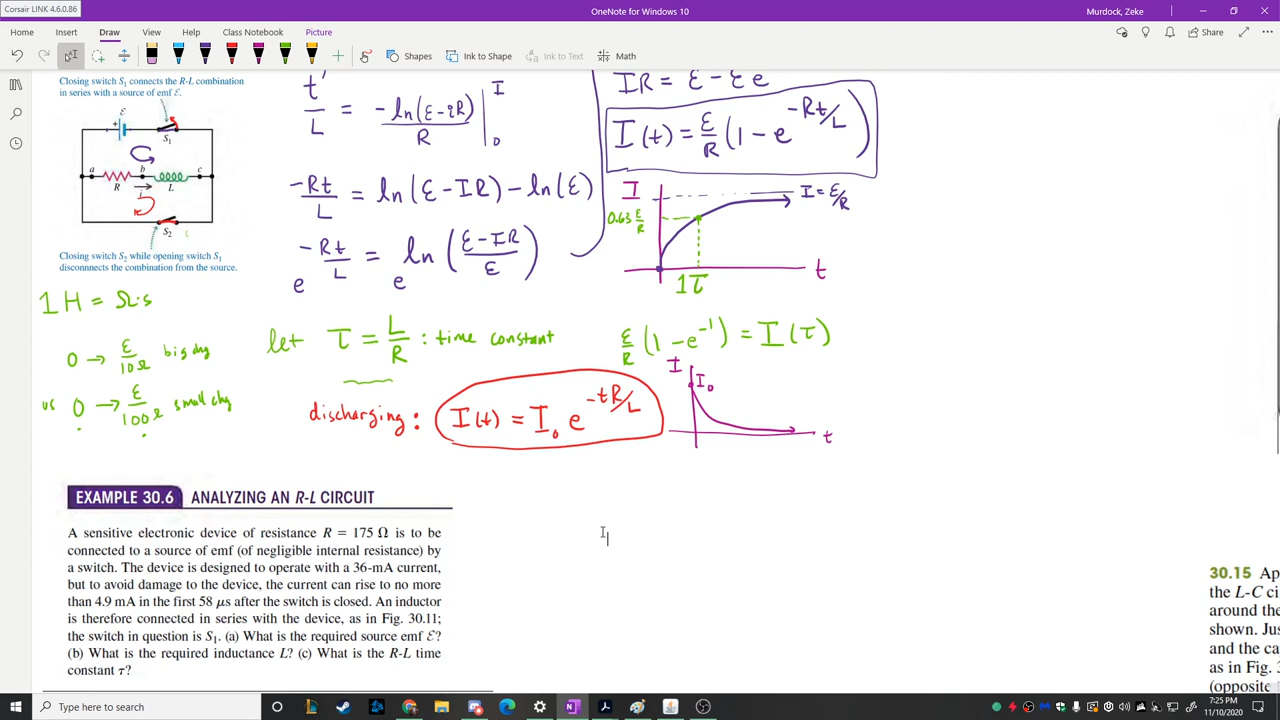 Corsair LINK 4.6.0.86
OneNote for Windows 10
Murdock, Zeke
Home Insert Draw View Help Picture
Share
Shapes Ink to Shape Ink to Text Math
Closing switch S₁ connects the R-L combination
in series with a source of emf ℰ.
+ ℰ
S₁
a b c
R i L
S₂
Closing switch S₂ while opening switch S₁
disconnects the combination from the source.
1 H = Ω·s
0 → ℰ/10Ω big chg
vs 0 → ℰ/100Ω small chg
t/L = -ln(ℰ-iR)/R |₀ᴵ
-Rt/L = ln(ℰ-IR) - ln(ℰ)
e^(-Rt/L) = e^(ln((ℰ-IR)/ℰ))
IR = ℰ - ℰe
I(t) = ℰ/R (1 - e^(-Rt/L))
I
I = ℰ/R
0.63 ℰ/R
1τ
t
let τ = L/R : time constant
ℰ/R (1 - e⁻¹) = I(τ)
discharging: I(t) = I₀ e^(-tR/L)
I
I₀
t
EXAMPLE 30.6 ANALYZING AN R-L CIRCUIT
A sensitive electronic device of resistance R = 175 Ω is to be
connected to a source of emf (of negligible internal resistance) by
a switch. The device is designed to operate with a 36-mA current,
but to avoid damage to the device, the current can rise to no more
than 4.9 mA in the first 58 μs after the switch is closed. An inductor
is therefore connected in series with the device, as in Fig. 30.11;
the switch in question is S₁. (a) What is the required source emf ℰ?
(b) What is the required inductance L? (c) What is the R-L time
constant τ?
30.15 Ap
the L-C ci
around the
shown. Jus
and the ca
as in Fig. 3
(opposite
Type here to search
7:25 PM
11/10/2020